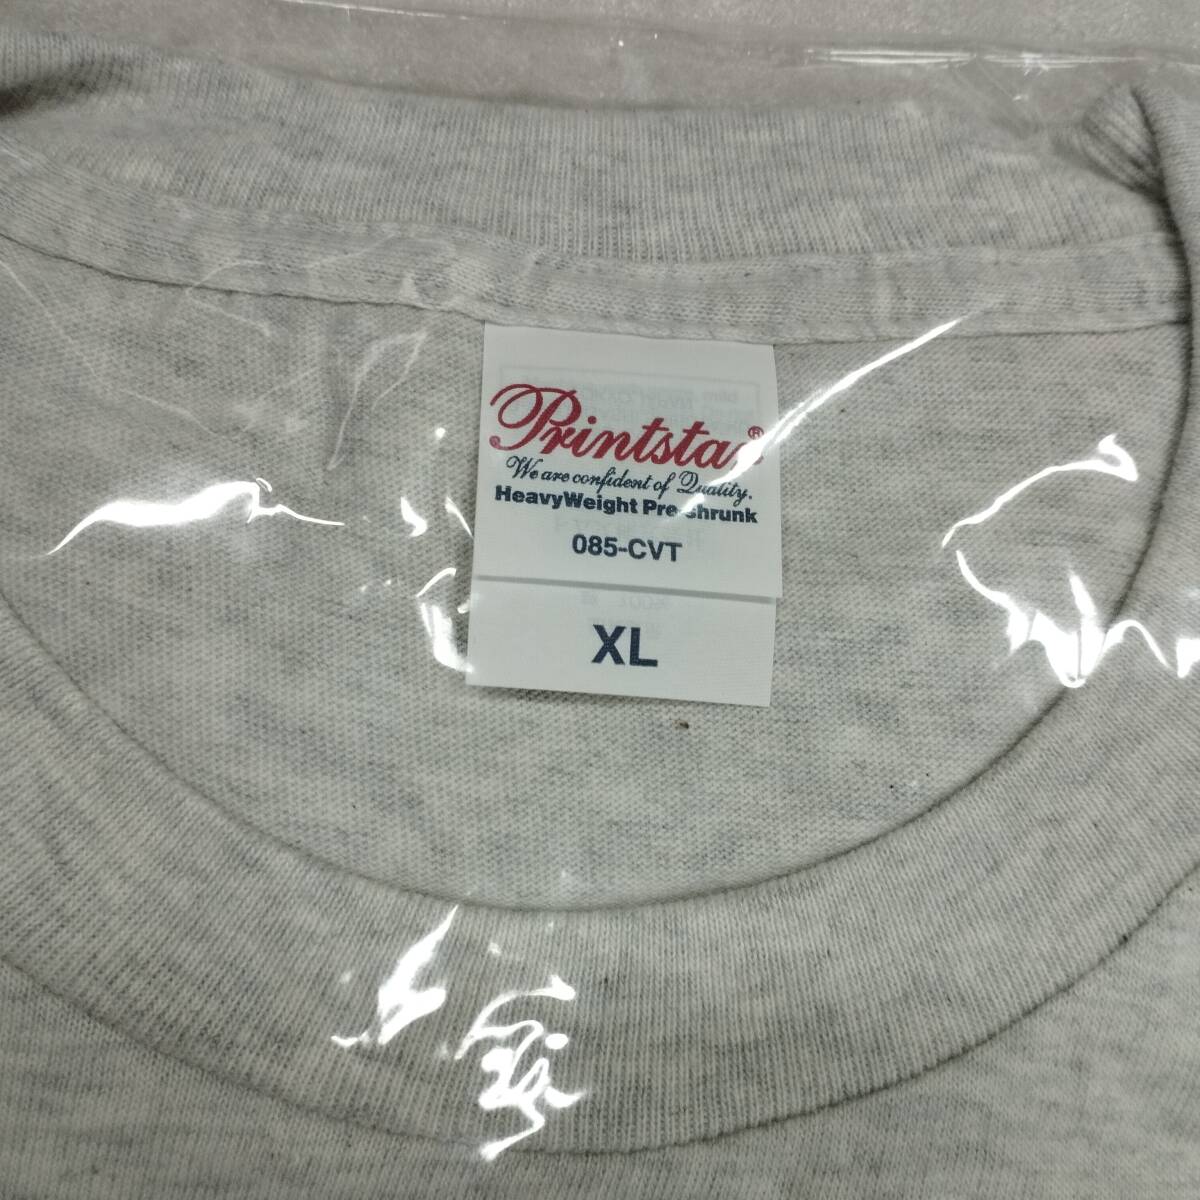 Printstar®
We are confident of Quality.
HeavyWeight Pre-Shrunk
085-CVT
XL